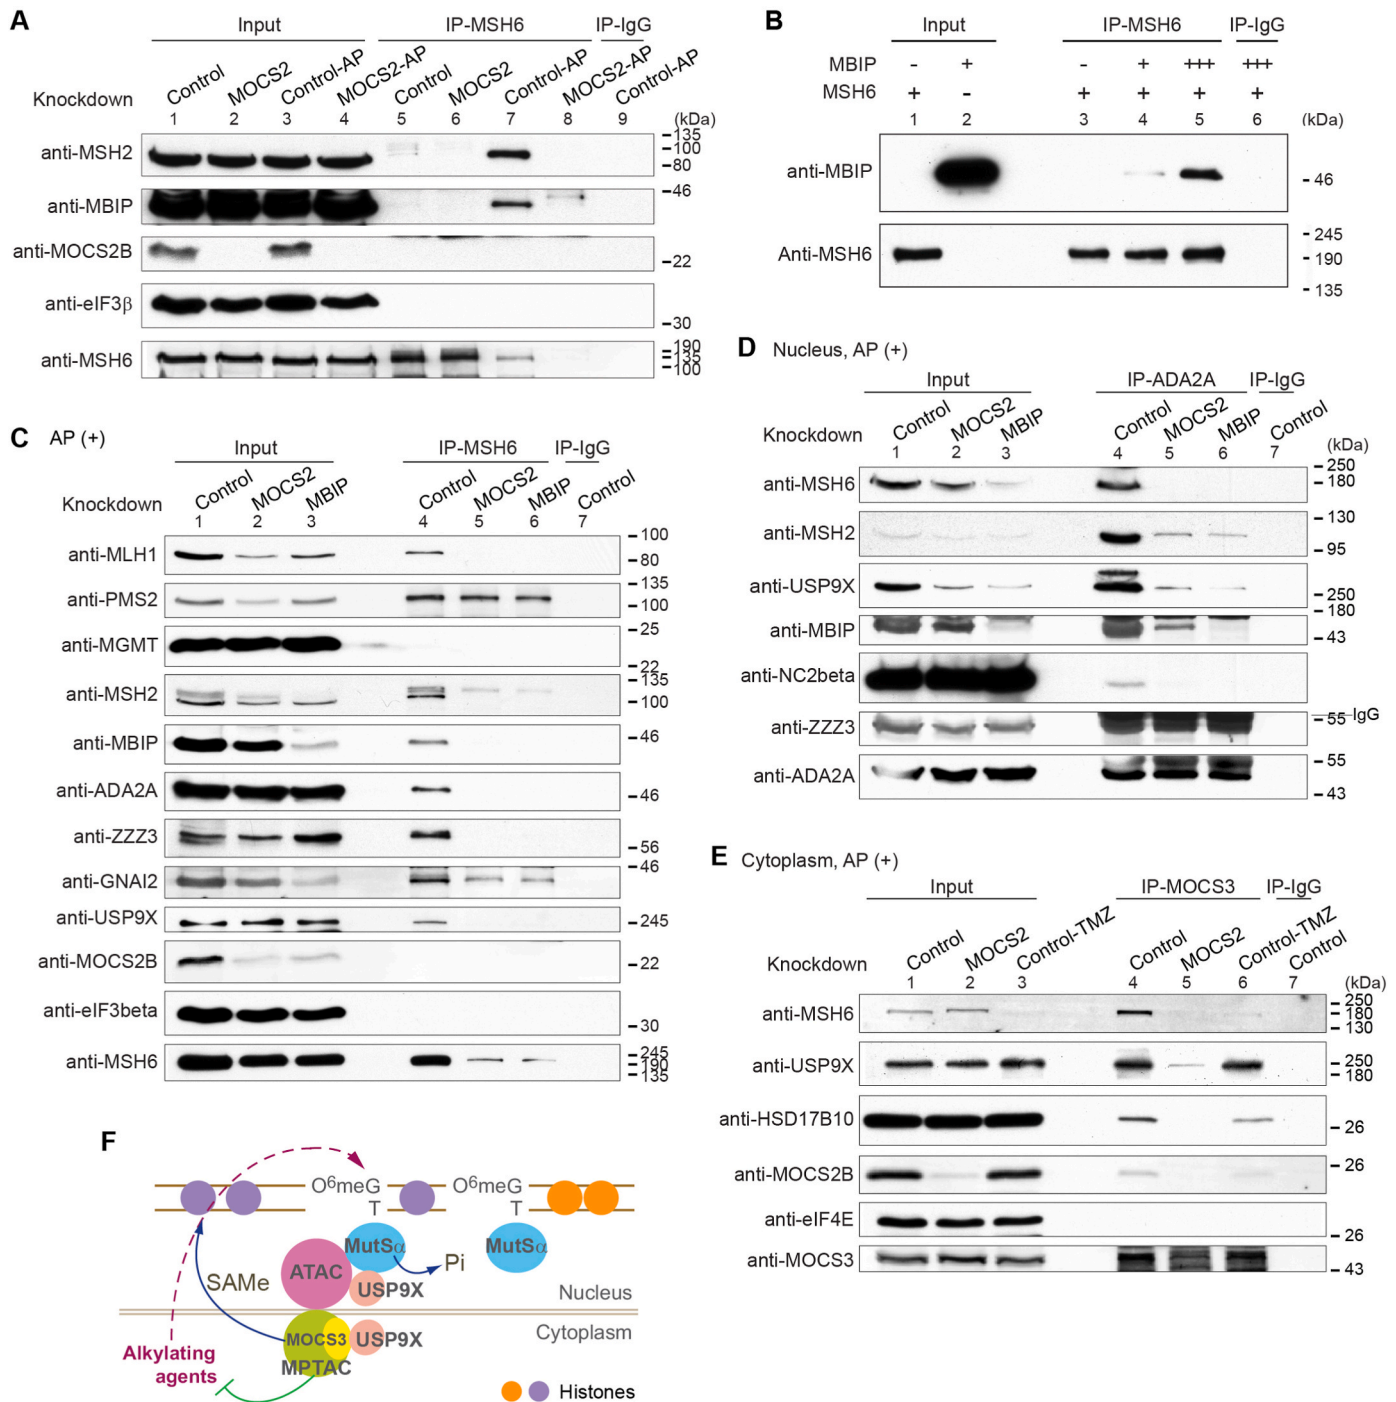 A
Input
IP-MSH6
IP-IgG
Knockdown
Control
MOCS2
Control-AP
MOCS2-AP
Control
MOCS2
Control-AP
MOCS2-AP
Control-AP
1 2 3 4 5 6 7 8 9 (kDa)
anti-MSH2
135
100
80
anti-MBIP
46
anti-MOCS2B
22
anti-eIF3β
30
anti-MSH6
190
135
100
B
Input
IP-MSH6
IP-IgG
MBIP - + - + +++ +++
MSH6 + - + + + +
1 2 3 4 5 6 (kDa)
anti-MBIP
46
Anti-MSH6
245
190
135
C AP (+)
Input
IP-MSH6
IP-IgG
Knockdown
Control
MOCS2
MBIP
Control
MOCS2
MBIP
Control
1 2 3 4 5 6 7
anti-MLH1
100
80
anti-PMS2
135
100
anti-MGMT
25
22
anti-MSH2
135
100
anti-MBIP
46
anti-ADA2A
46
anti-ZZZ3
56
anti-GNAI2
46
anti-USP9X
245
anti-MOCS2B
22
anti-eIF3beta
30
anti-MSH6
245
190
135
D Nucleus, AP (+)
Input
IP-ADA2A
IP-IgG
Knockdown
Control
MOCS2
MBIP
Control
MOCS2
MBIP
Control
1 2 3 4 5 6 7
(kDa)
anti-MSH6
250
180
anti-MSH2
130
95
anti-USP9X
250
180
anti-MBIP
43
anti-NC2beta
anti-ZZZ3
55 IgG
anti-ADA2A
55
43
E Cytoplasm, AP (+)
Input
IP-MOCS3
IP-IgG
Knockdown
Control
MOCS2
Control-TMZ
Control
MOCS2
Control-TMZ
Control
1 2 3 4 5 6 7 (kDa)
anti-MSH6
250
180
130
anti-USP9X
250
180
anti-HSD17B10
26
anti-MOCS2B
26
anti-eIF4E
26
anti-MOCS3
43
F
O6meG
T
O6meG
T
MutSα
MutSα
Pi
ATAC
USP9X
SAMe
Nucleus
Cytoplasm
MOCS3
USP9X
MPTAC
Alkylating
agents
Histones